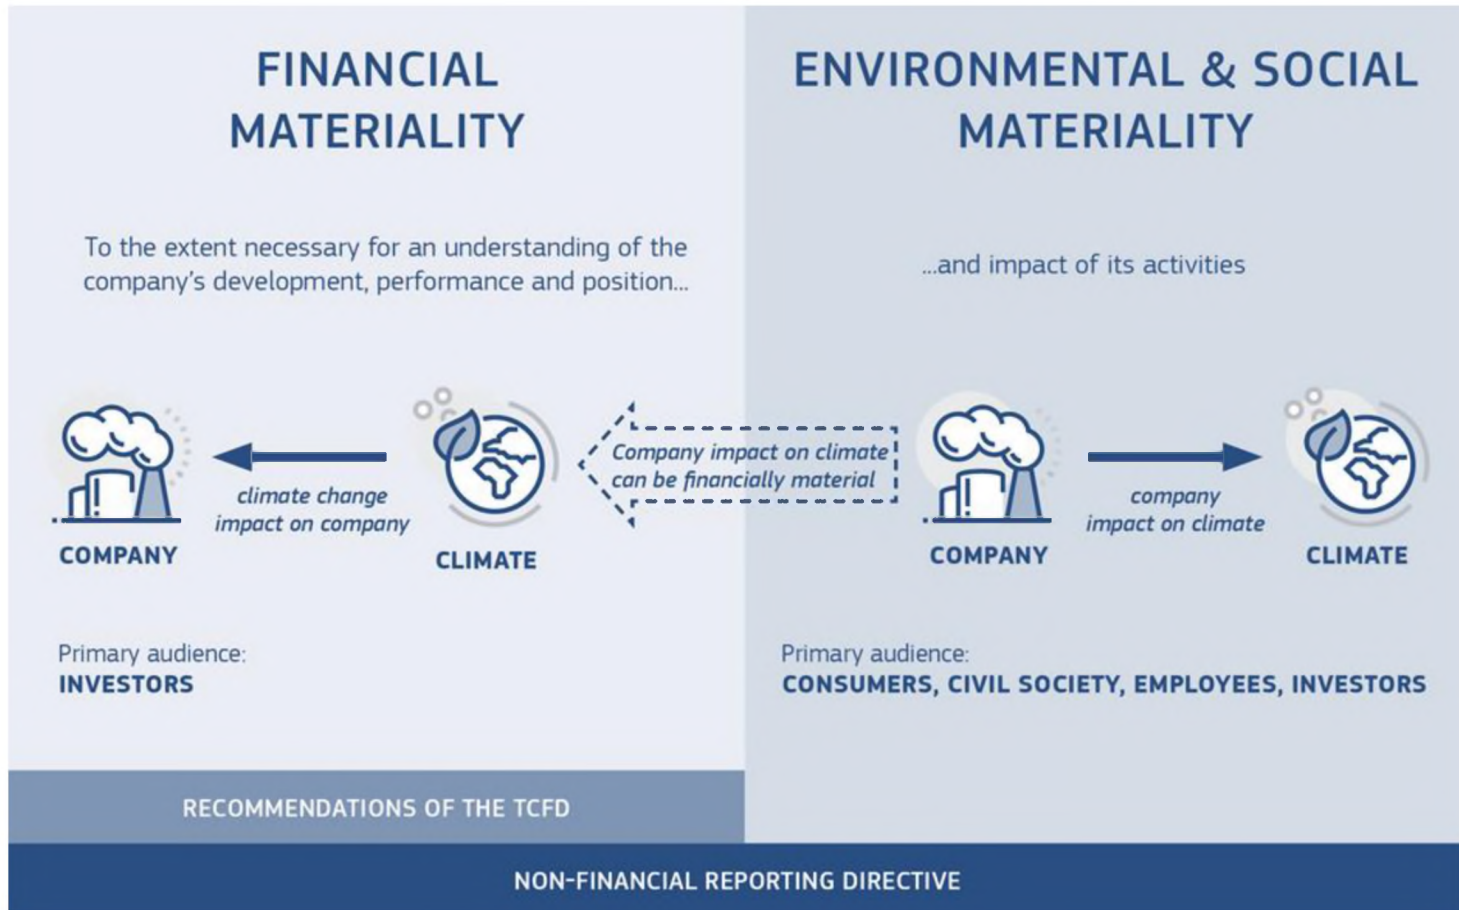 FINANCIAL
MATERIALITY
To the extent necessary for an understanding of the
company's development, performance and position...
climate change
impact on company
COMPANY
CLIMATE
Primary audience:
INVESTORS
RECOMMENDATIONS OF THE TCFD
Company impact on climate
can be financially material
ENVIRONMENTAL & SOCIAL
MATERIALITY
...and impact of its activities
company
impact on climate
COMPANY
CLIMATE
Primary audience:
CONSUMERS, CIVIL SOCIETY, EMPLOYEES, INVESTORS
NON-FINANCIAL REPORTING DIRECTIVE